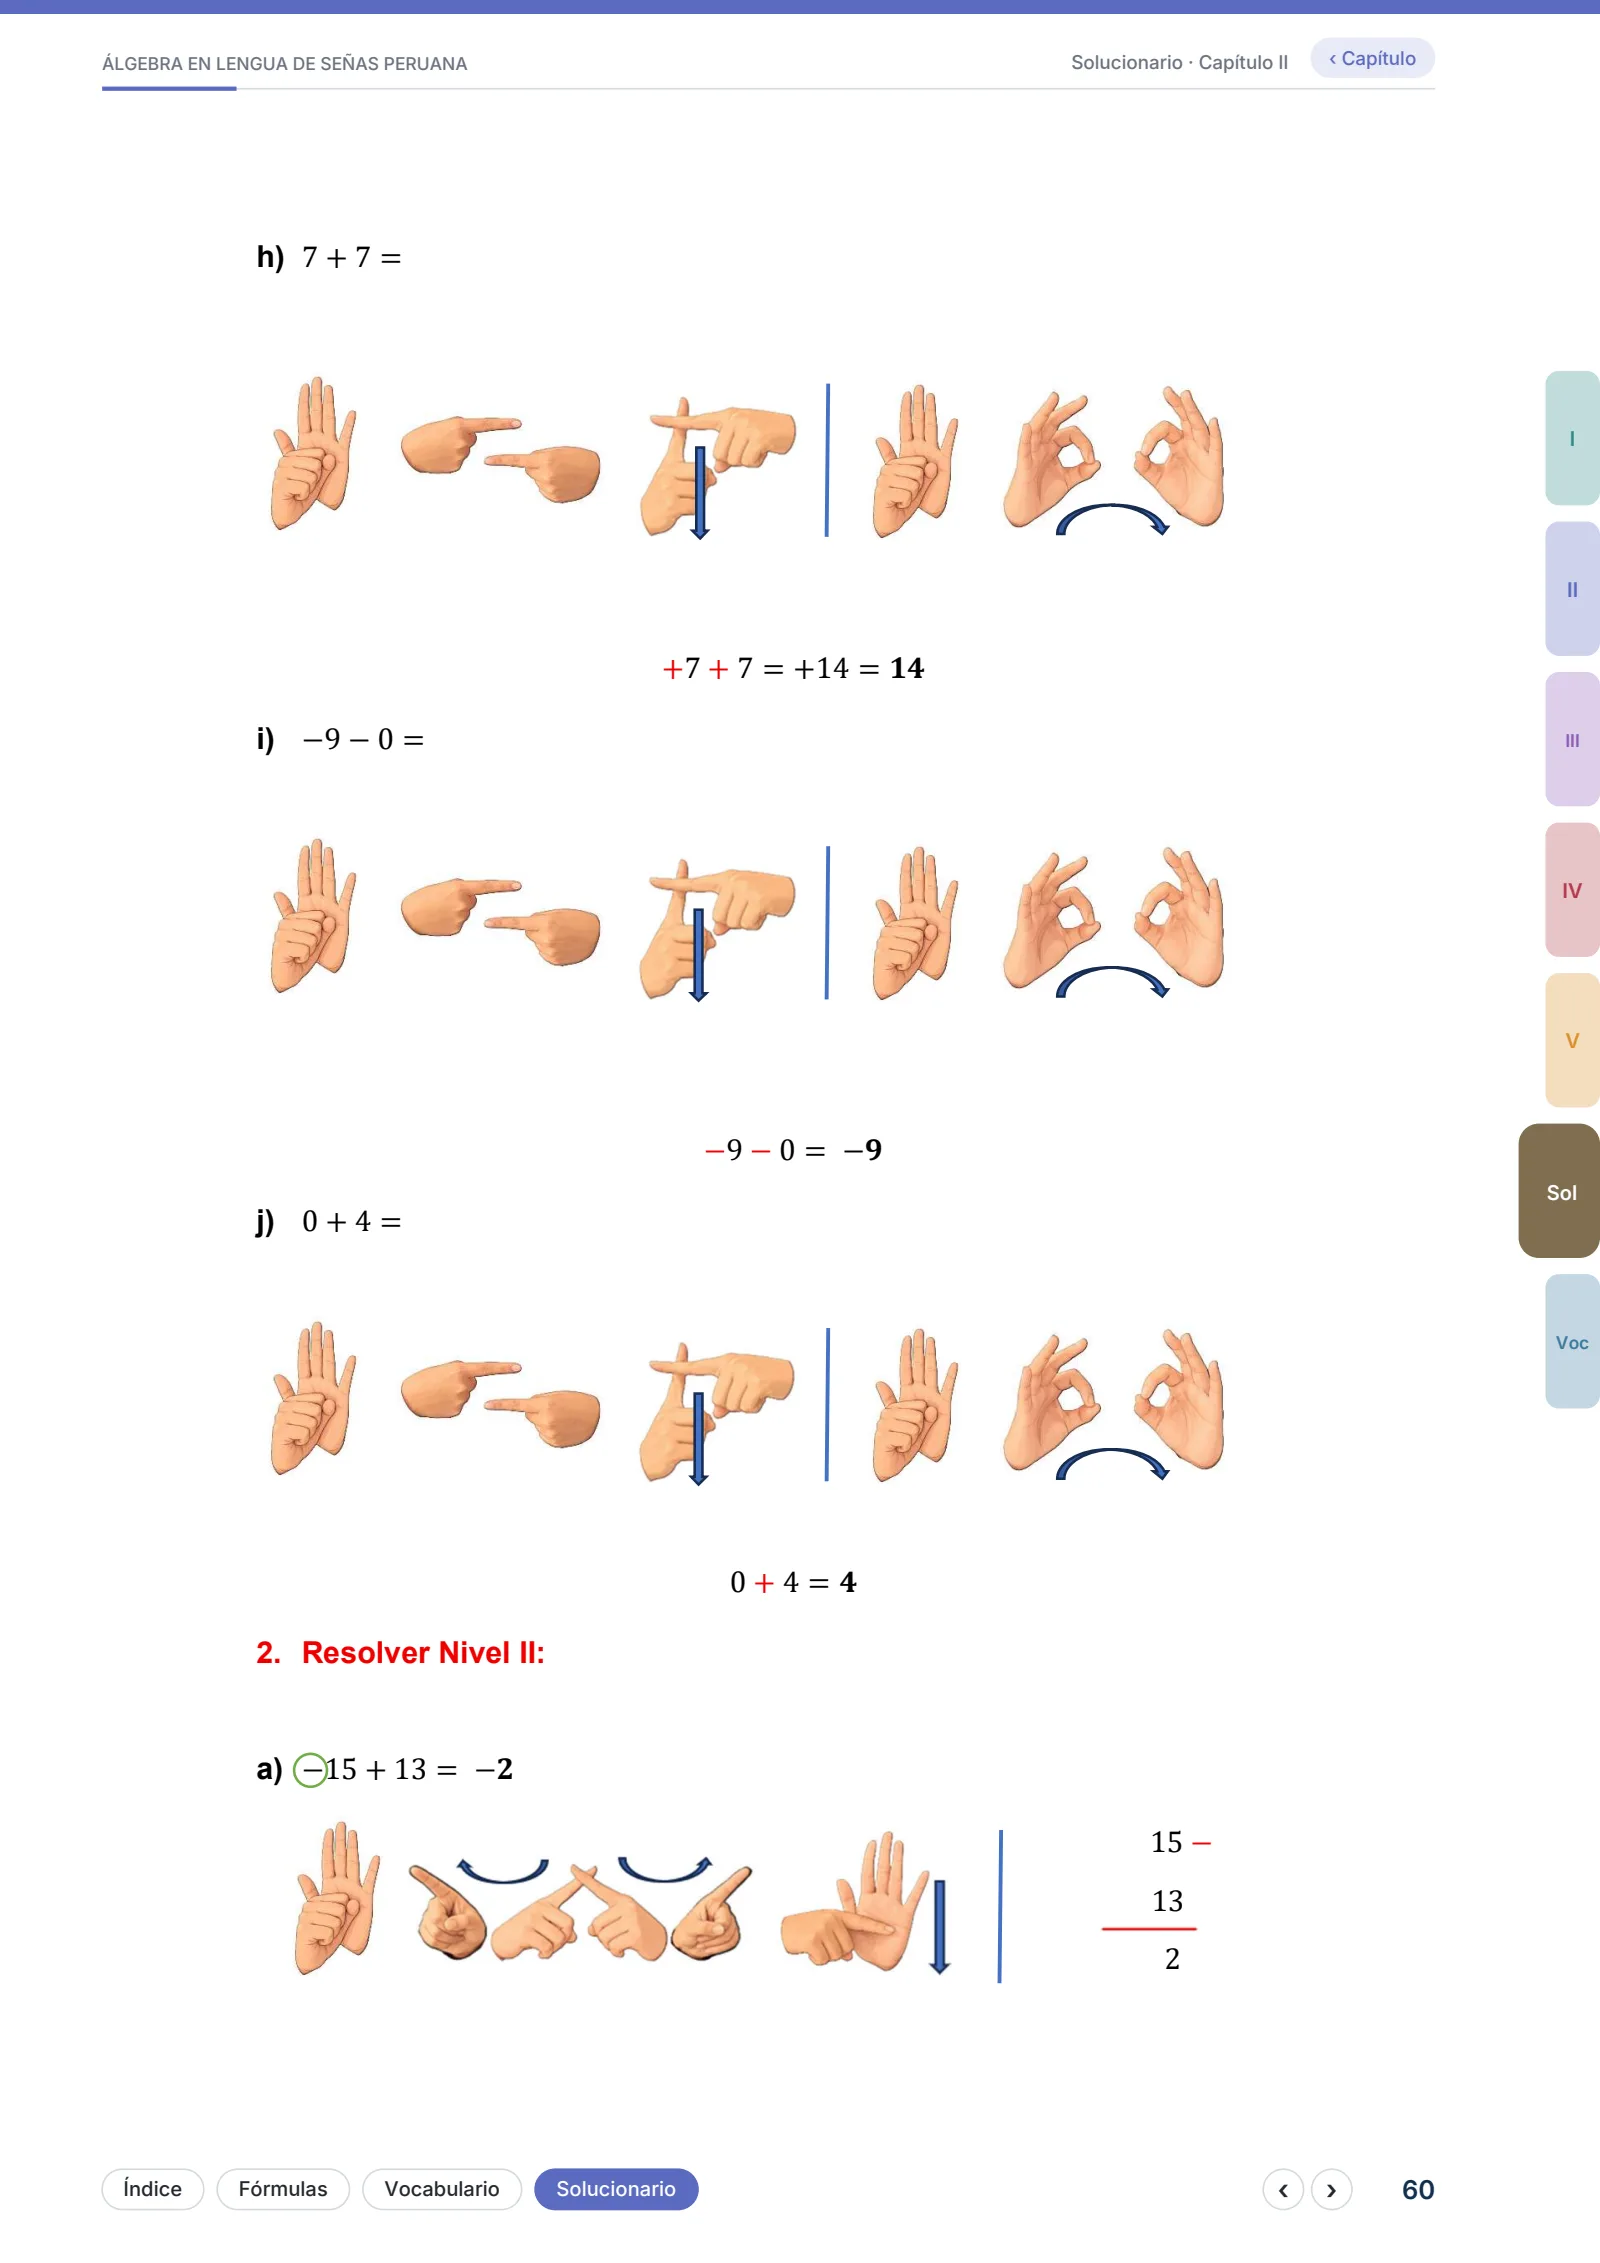 ÁLGEBRA EN LENGUA DE SEÑAS PERUANA
Solucionario · Capítulo II
‹ Capítulo
h) 7 + 7 =
+7 + 7 = +14 = 14
i) −9 − 0 =
−9 − 0 = −9
j) 0 + 4 =
0 + 4 = 4
2. Resolver Nivel II:
a) −15 + 13 = −2
15 −
13
2
I
II
III
IV
V
Sol
Voc
Índice
Fórmulas
Vocabulario
Solucionario
‹
›
60